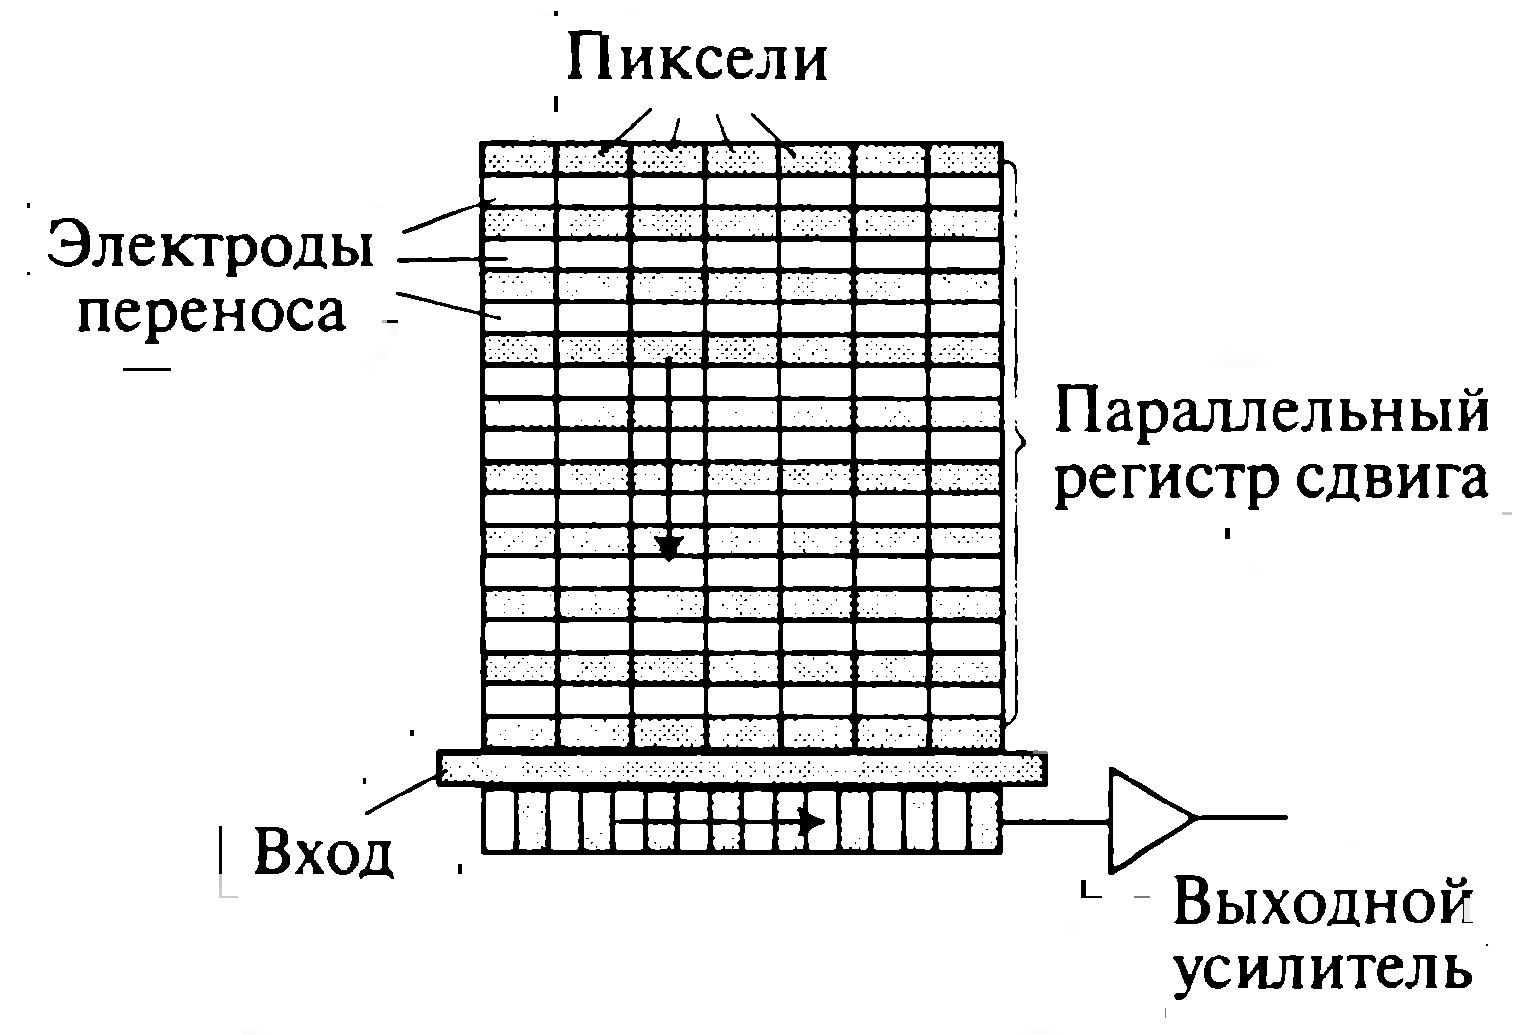 Пиксели
Электроды
переноса
Параллельный
регистр сдвига
Вход
Выходной
усилитель